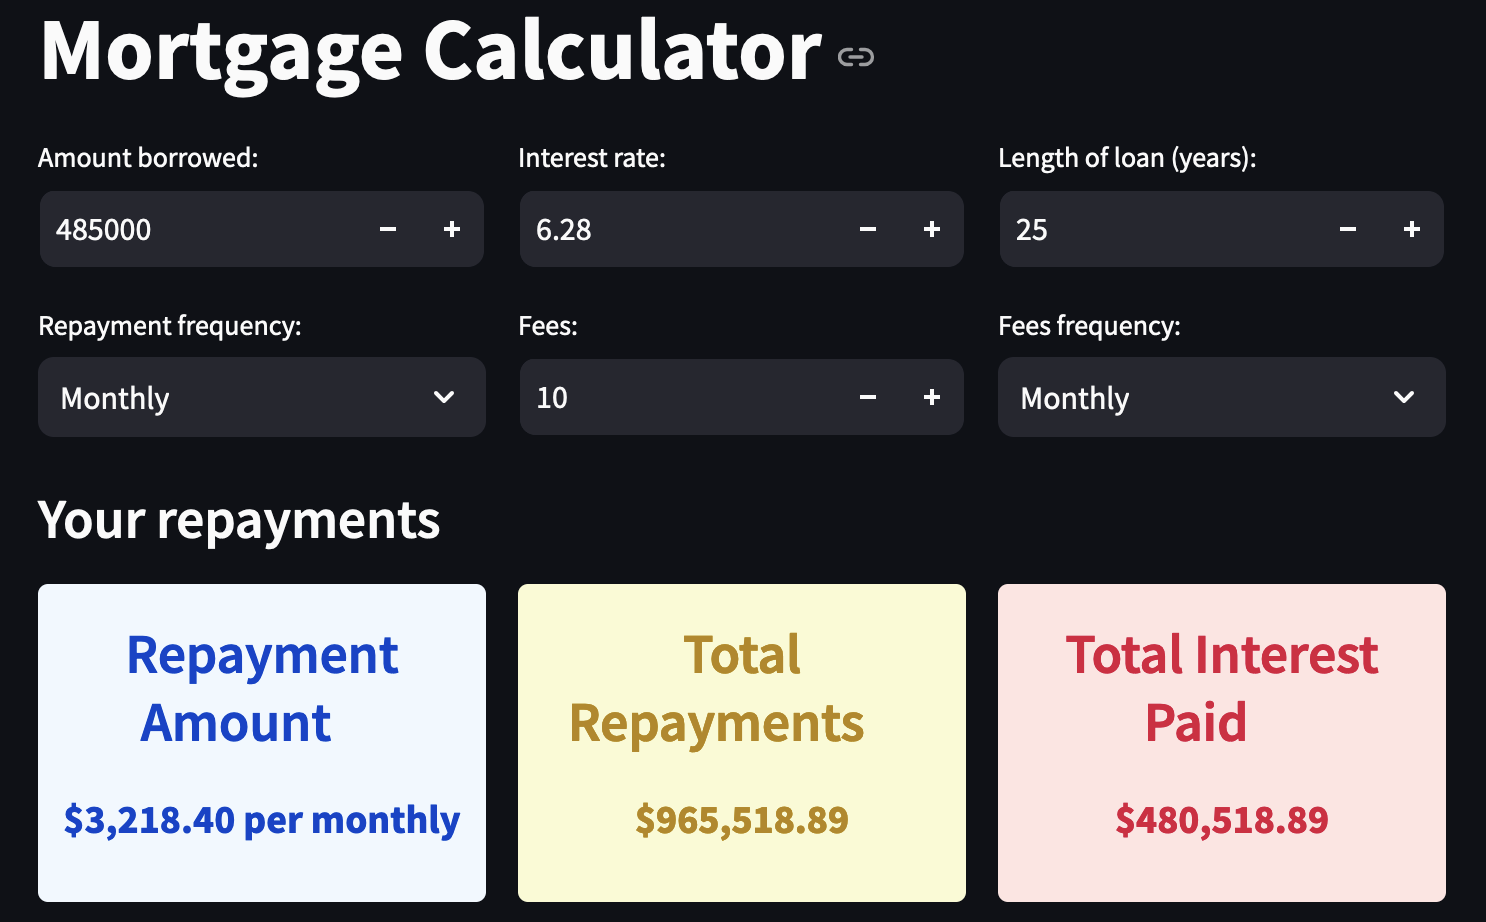 Mortgage Calculator
Amount borrowed: Interest rate: Length of loan (years):
485000 − + 6.28 − + 25 − +
Repayment frequency: Fees: Fees frequency:
Monthly 10 − + Monthly
Your repayments
Repayment
Amount
$3,218.40 per monthly
Total
Repayments
$965,518.89
Total Interest
Paid
$480,518.89